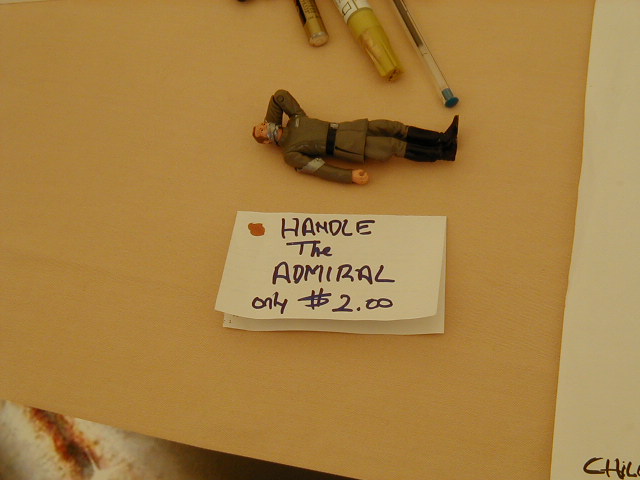 HANDLE
The
ADMIRAL
only $2.00